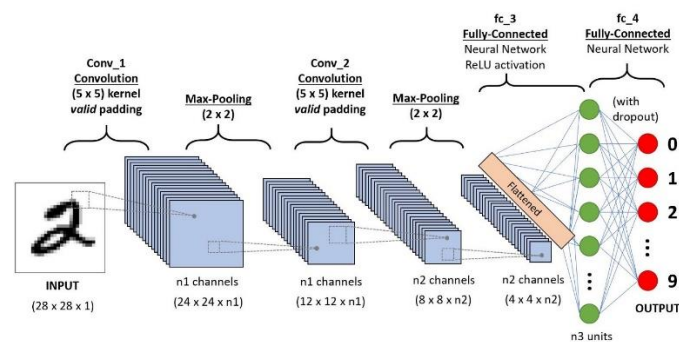 fc_3
Fully-Connected
Neural Network
ReLU activation
fc_4
Fully-Connected
Neural Network
Conv_1
Convolution
(5 x 5) kernel
valid padding
Max-Pooling
(2 x 2)
Conv_2
Convolution
(5 x 5) kernel
valid padding
Max-Pooling
(2 x 2)
(with
dropout)
Flattened
0
1
2
9
INPUT
(28 x 28 x 1)
n1 channels
(24 x 24 x n1)
n1 channels
(12 x 12 x n1)
n2 channels
(8 x 8 x n2)
n2 channels
(4 x 4 x n2)
OUTPUT
n3 units